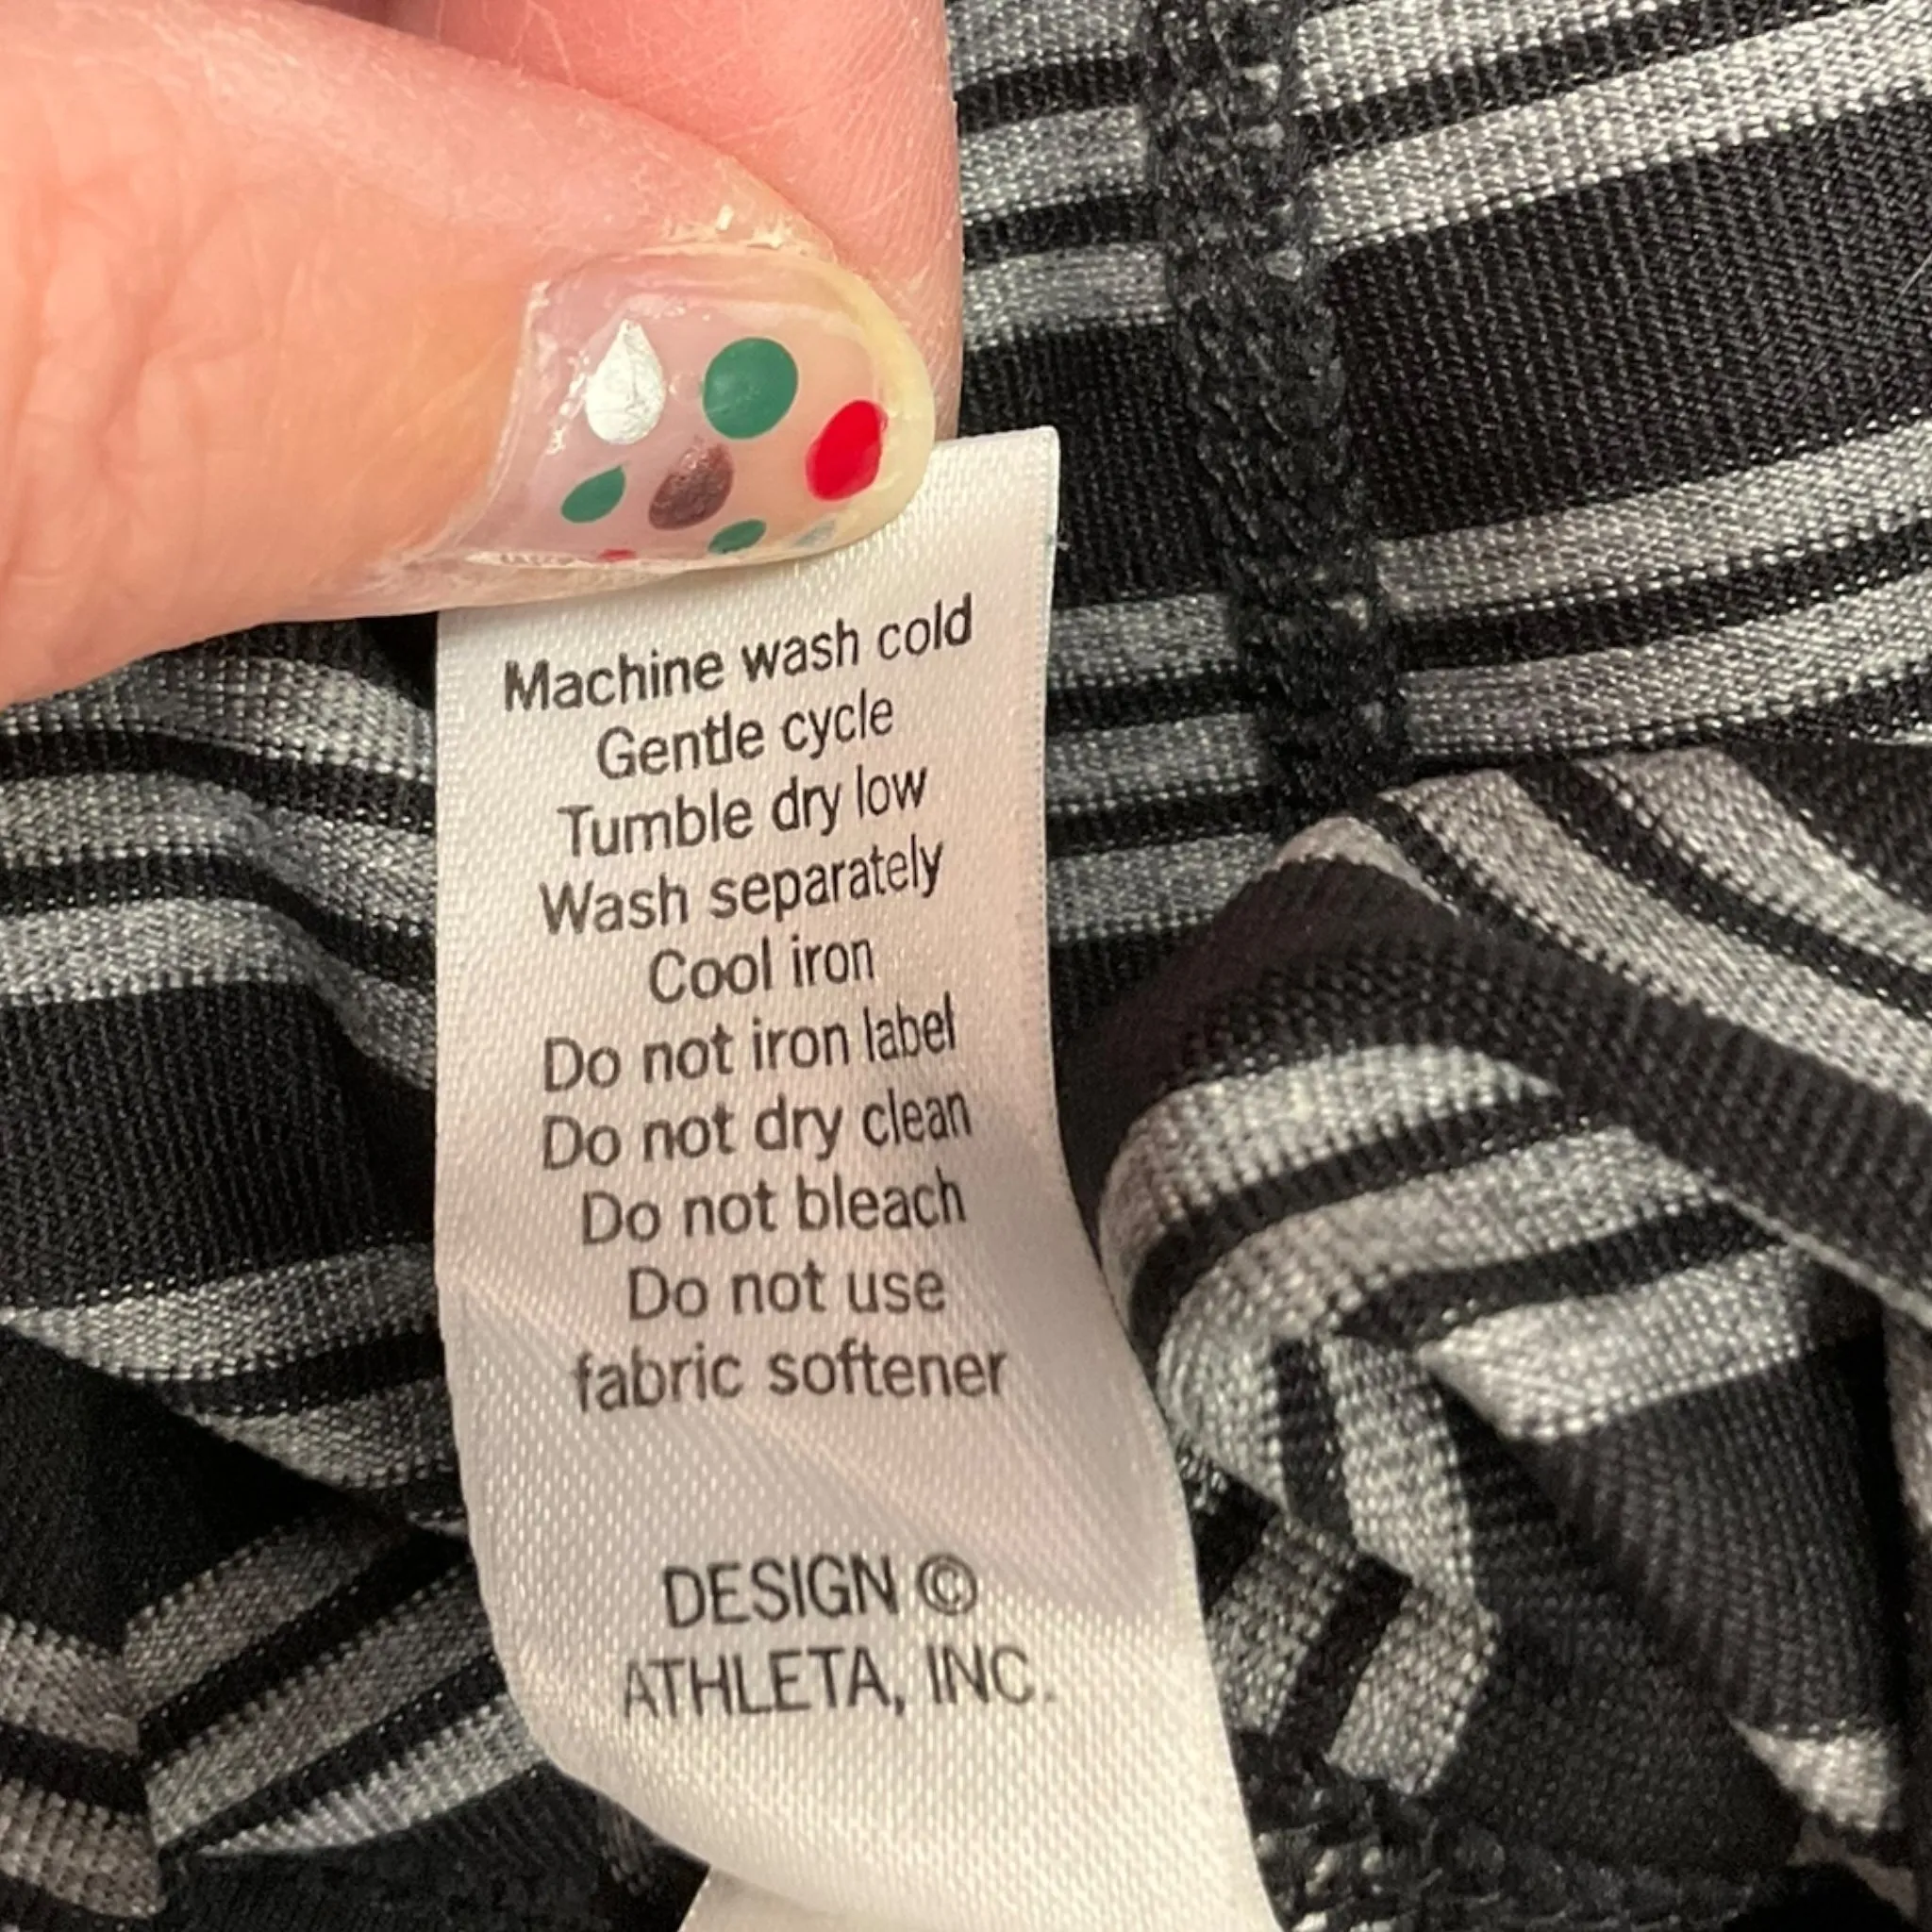 Machine wash cold
Gentle cycle
Tumble dry low
Wash separately
Cool iron
Do not iron label
Do not dry clean
Do not bleach
Do not use
fabric softener
DESIGN ©
ATHLETA, INC.